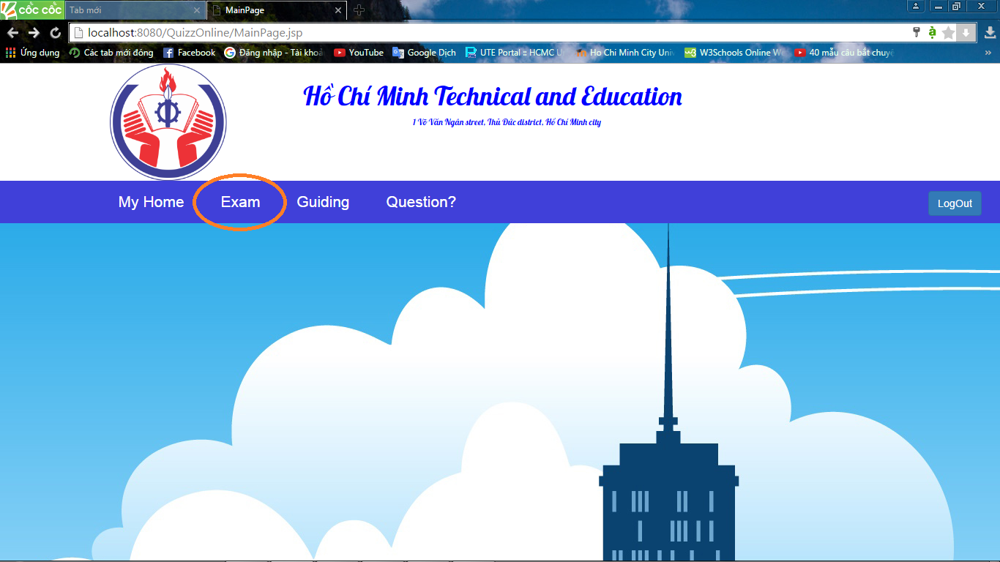 cốc cốc Tab mới MainPage
localhost:8080/QuizzOnline/MainPage.jsp
Ứng dụng Các tab mới đóng Facebook Đăng nhập - Tài khoả YouTube Google Dịch UTE Portal :: HCMC U Ho Chi Minh City Uni W3Schools Online W 40 mẫu câu bắt chuyệ
Hồ Chí Minh Technical and Education
1 Võ Văn Ngân street, Thủ Đức district, Hồ Chí Minh city
My Home Exam Guiding Question? LogOut